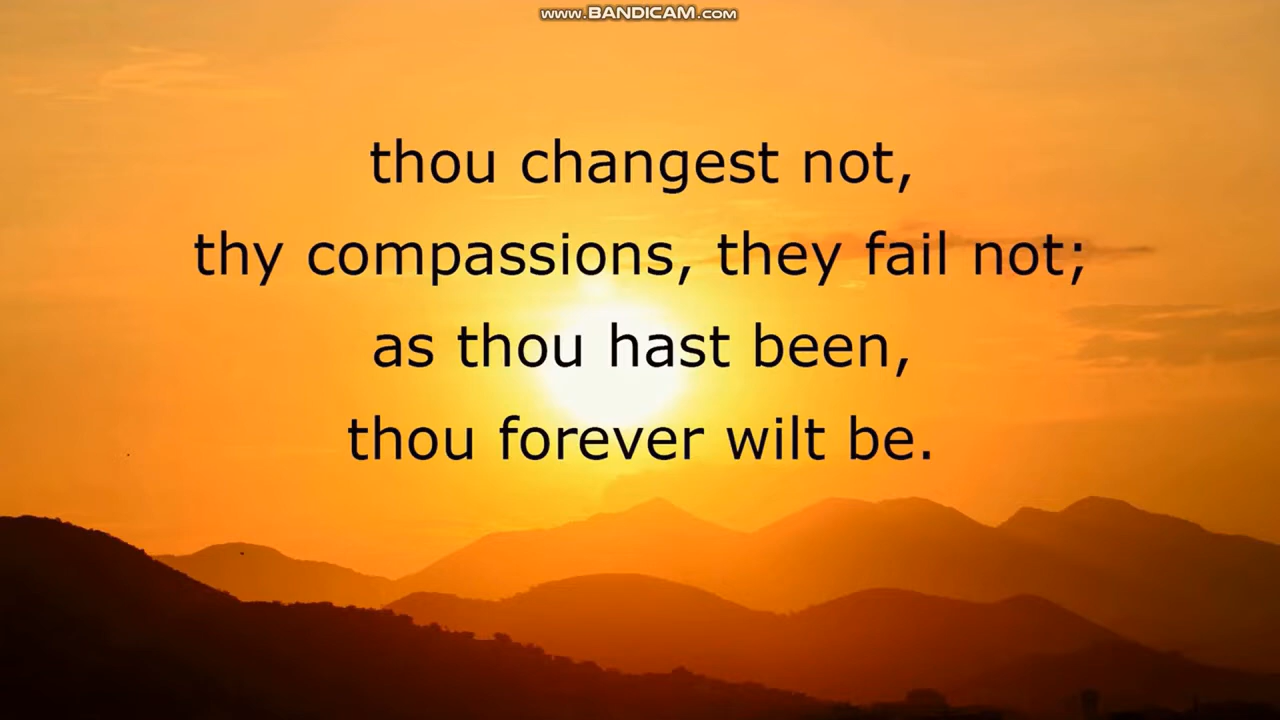 www.BANDICAM.com
thou changest not,
thy compassions, they fail not;
as thou hast been,
thou forever wilt be.